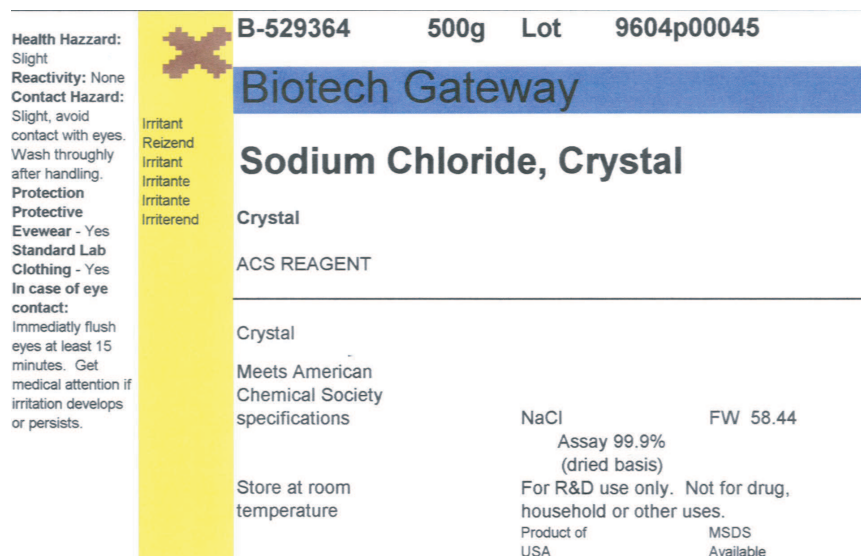 Health Hazzard:
Slight
Reactivity: None
Contact Hazard:
Slight, avoid
contact with eyes.
Wash throughly
after handling.
Protection
Protective
Evewear - Yes
Standard Lab
Clothing - Yes
In case of eye
contact:
Immediatly flush
eyes at least 15
minutes. Get
medical attention if
irritation develops
or persists.
Irritant
Reizend
Irritant
Irritante
Irritante
Irriterend
B-529364 500g Lot 9604p00045
Biotech Gateway
Sodium Chloride, Crystal
Crystal
ACS REAGENT
Crystal
Meets American
Chemical Society
specifications
NaCl FW 58.44
Assay 99.9%
(dried basis)
Store at room
temperature
For R&D use only. Not for drug,
household or other uses.
Product of
USA
MSDS
Available